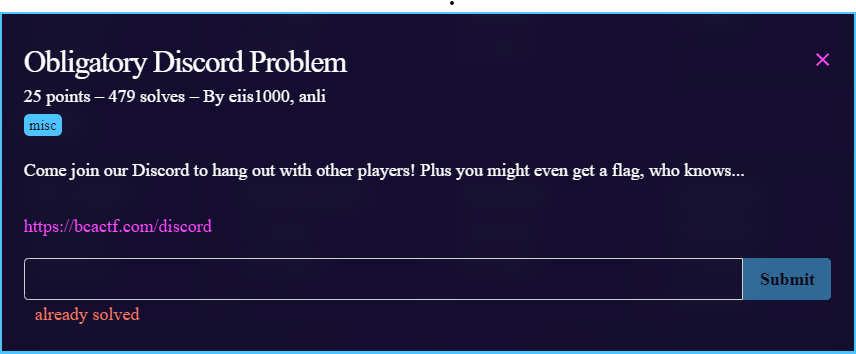 Obligatory Discord Problem
25 points – 479 solves – By eiis1000, anli
misc
Come join our Discord to hang out with other players! Plus you might even get a flag, who knows...
https://bcactf.com/discord
Submit
already solved